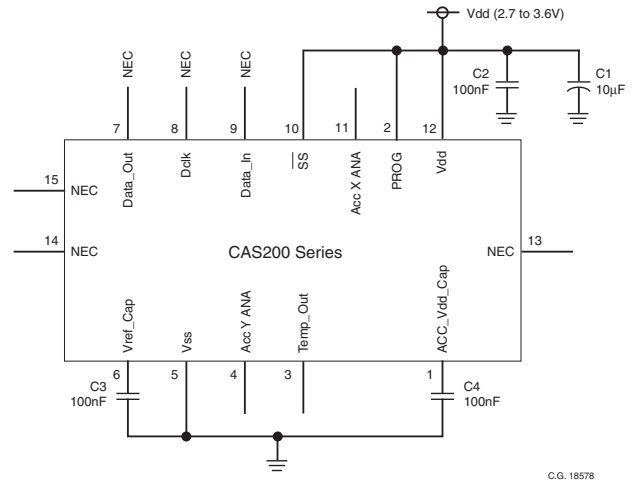 Vdd (2.7 to 3.6V)
NEC
NEC
NEC
C2
100nF
C1
10µF
7
8
9
10
11
2
12
Data_Out
Dclk
Data_In
SS
Acc X ANA
PROG
Vdd
15
NEC
14
NEC
CAS200 Series
NEC
13
Vref_Cap
Vss
Acc Y ANA
Temp_Out
ACC_Vdd_Cap
6
5
4
3
1
C3
100nF
C4
100nF
C.G. 18578